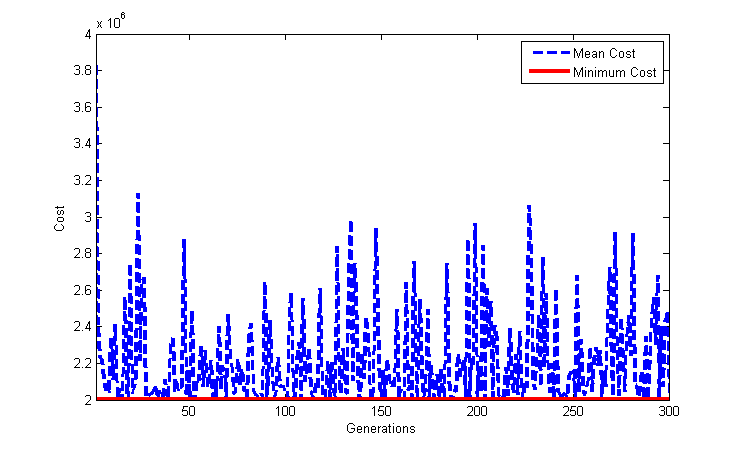 x 10^6
4
3.8
3.6
3.4
3.2
3
2.8
2.6
2.4
2.2
2
Cost
Mean Cost
Minimum Cost
50 100 150 200 250 300
Generations